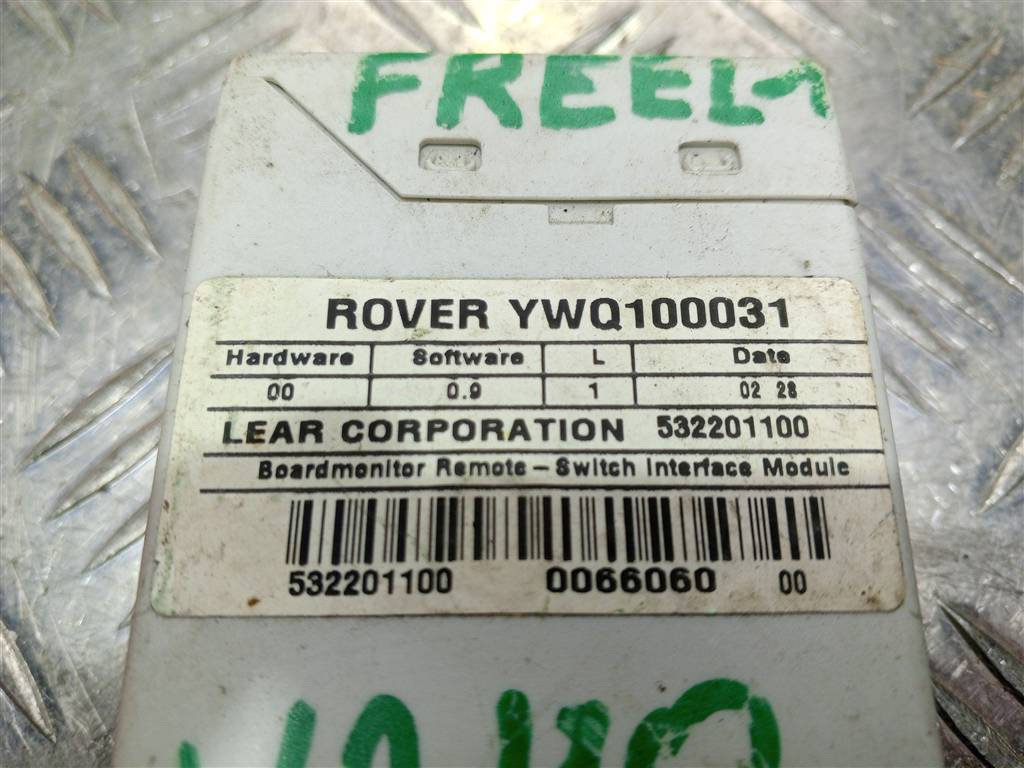 FREEL-1
ROVER YWQ100031
Hardware Software L Date
00 0.9 1 02 28
LEAR CORPORATION 532201100
Boardmonitor Remote-Switch Interface Module
532201100 0066060 00